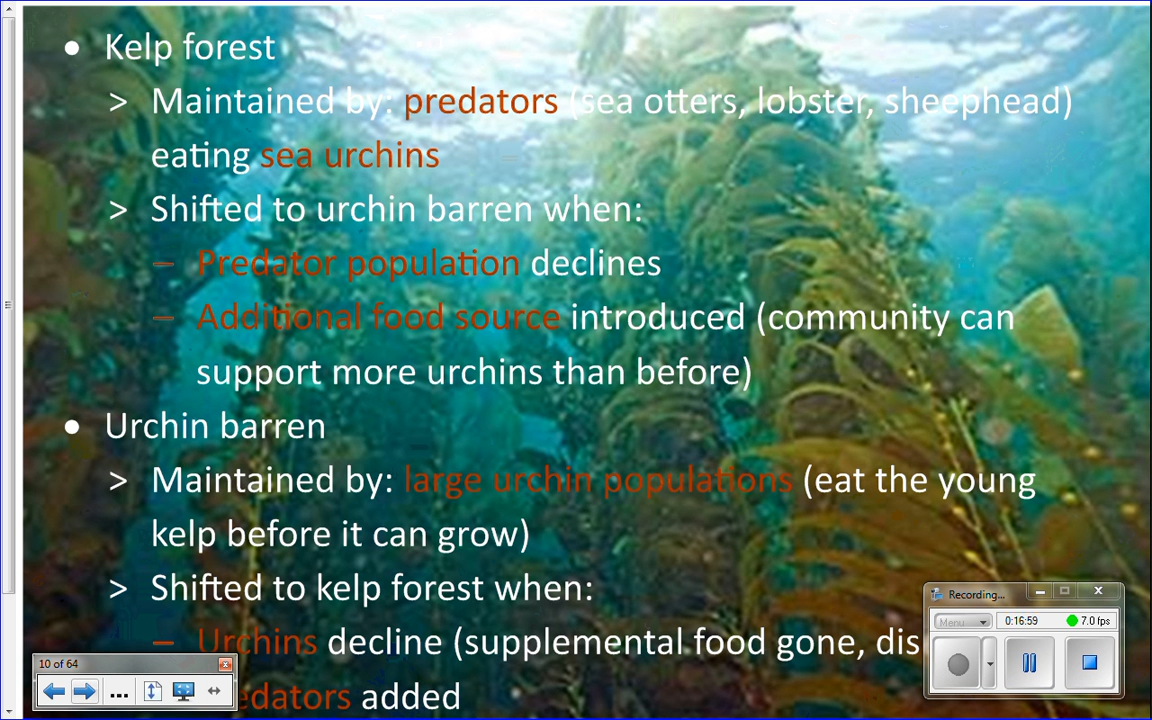 • Kelp forest
> Maintained by: predators (sea otters, lobster, sheephead)
eating sea urchins
> Shifted to urchin barren when:
– Predator population declines
– Additional food source introduced (community can
support more urchins than before)
• Urchin barren
> Maintained by: large urchin populations (eat the young
kelp before it can grow)
> Shifted to kelp forest when:
– Urchins decline (supplemental food gone, dis
edators added
Recording...
Menu
0:16:59
7.0 fps
10 of 64